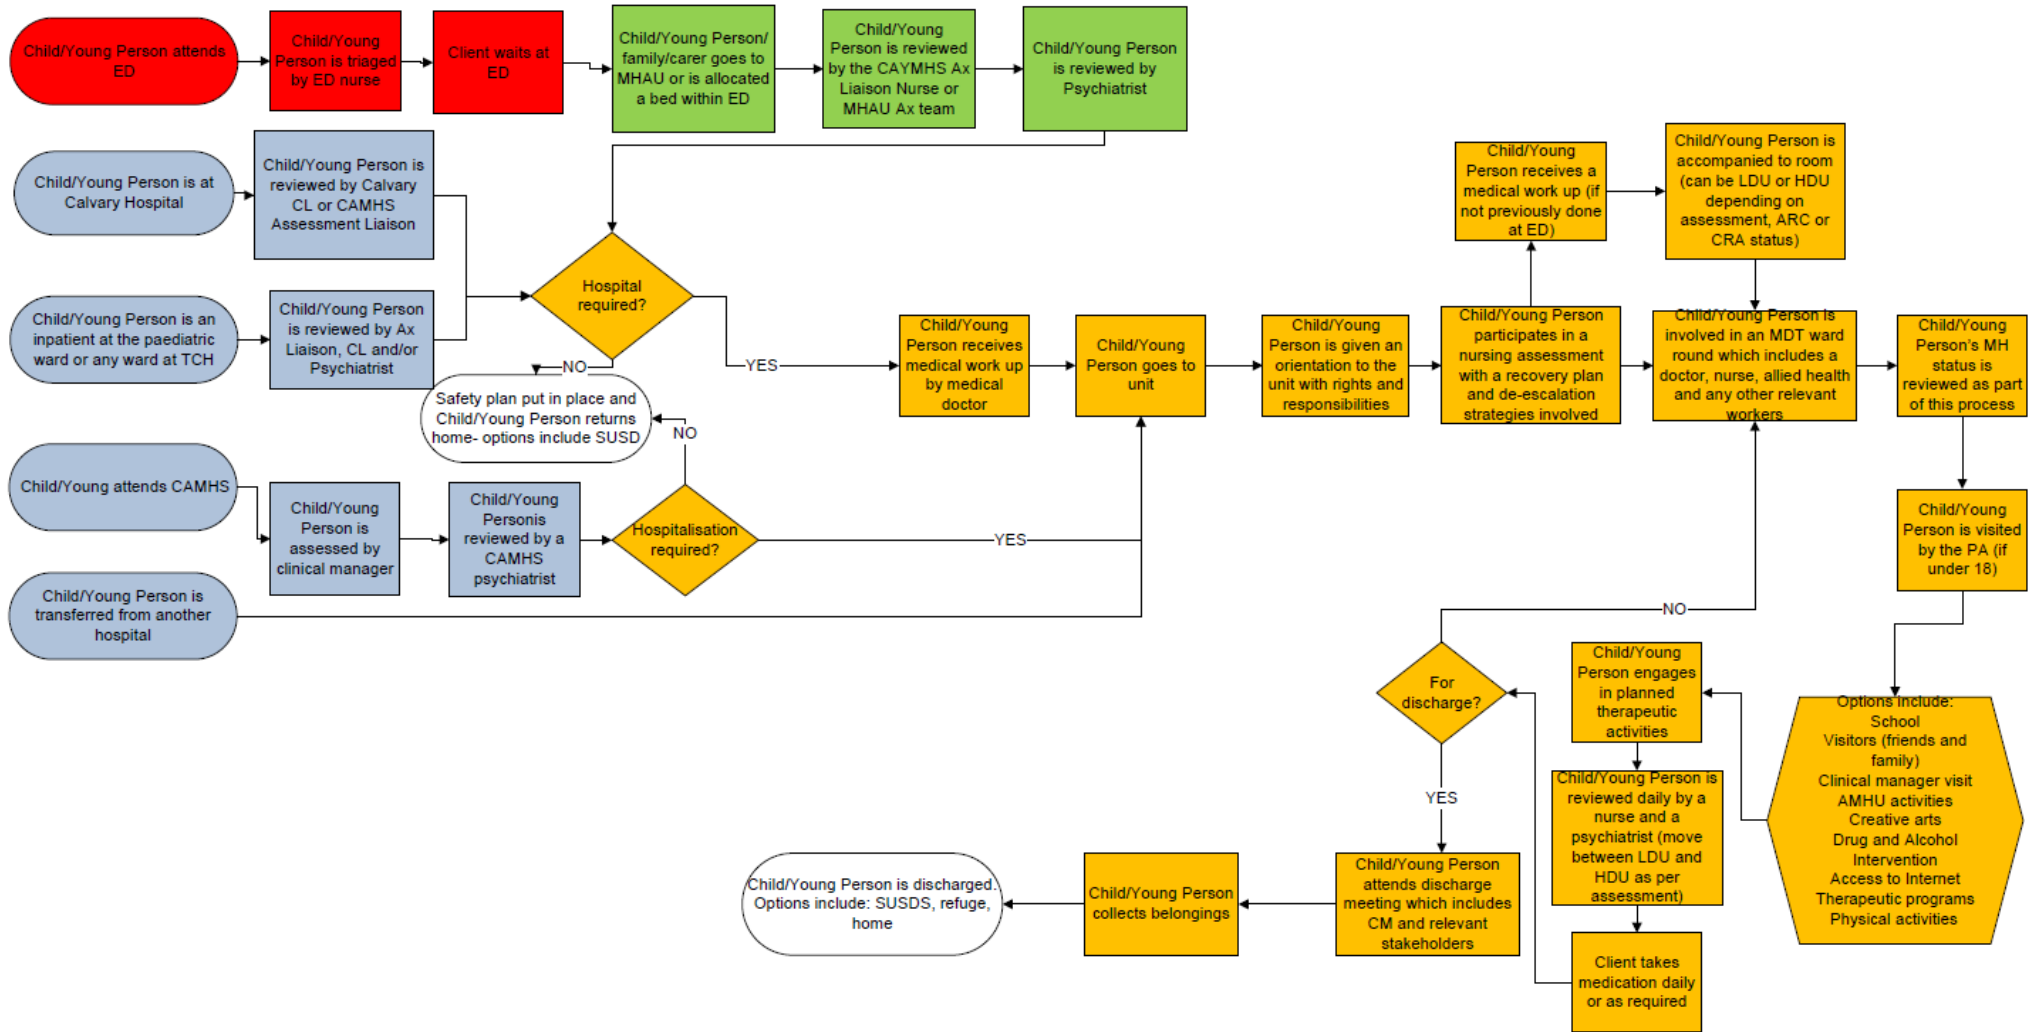 Child/Young Person attends
ED
Child/Young
Person is triaged
by ED nurse
Client waits at
ED
Child/Young Person/
family/carer goes to
MHAU or is allocated
a bed within ED
Child/Young
Person is reviewed
by the CAYMHS Ax
Liaison Nurse or
MHAU Ax team
Child/Young Person
is reviewed by
Psychiatrist
Child/Young Person is at
Calvary Hospital
Child/Young Person is
reviewed by Calvary
CL or CAMHS
Assessment Liaison
Child/Young Person is an
inpatient at the paediatric
ward or any ward at TCH
Child/Young Person
is reviewed by Ax
Liaison, CL and/or
Psychiatrist
Hospital
required?
NO
YES
Safety plan put in place and
Child/Young Person returns
home- options include SUSD
NO
Child/Young attends CAMHS
Child/Young
Person is
assessed by
clinical manager
Child/Young
Personis
reviewed by a
CAMHS
psychiatrist
Hospitalisation
required?
YES
Child/Young Person is
transferred from another
hospital
Child/Young
Person receives
medical work up
by medical
doctor
Child/Young
Person goes to
unit
Child/Young
Person is given an
orientation to the
unit with rights and
responsibilities
Child/Young Person
participates in a
nursing assessment
with a recovery plan
and de-escalation
strategies involved
Child/Young
Person receives a
medical work up (if
not previously done
at ED)
Child/Young Person is
accompanied to room
(can be LDU or HDU
depending on
assessment, ARC or
CRA status)
Child/Young Person is
involved in an MDT ward
round which includes a
doctor, nurse, allied health
and any other relevant
workers
Child/Young
Person's MH
status is
reviewed as part
of this process
Child/Young
Person is visited
by the PA (if
under 18)
Options include:
School
Visitors (friends and
family)
Clinical manager visit
AMHU activities
Creative arts
Drug and Alcohol
Intervention
Access to Internet
Therapeutic programs
Physical activities
Child/Young
Person engages
in planned
therapeutic
activities
Child/Young Person is
reviewed daily by a
nurse and a
psychiatrist (move
between LDU and
HDU as per
assessment)
Client takes
medication daily
or as required
For
discharge?
NO
YES
Child/Young Person
attends discharge
meeting which includes
CM and relevant
stakeholders
Child/Young Person
collects belongings
Child/Young Person is discharged.
Options include: SUSDS, refuge,
home